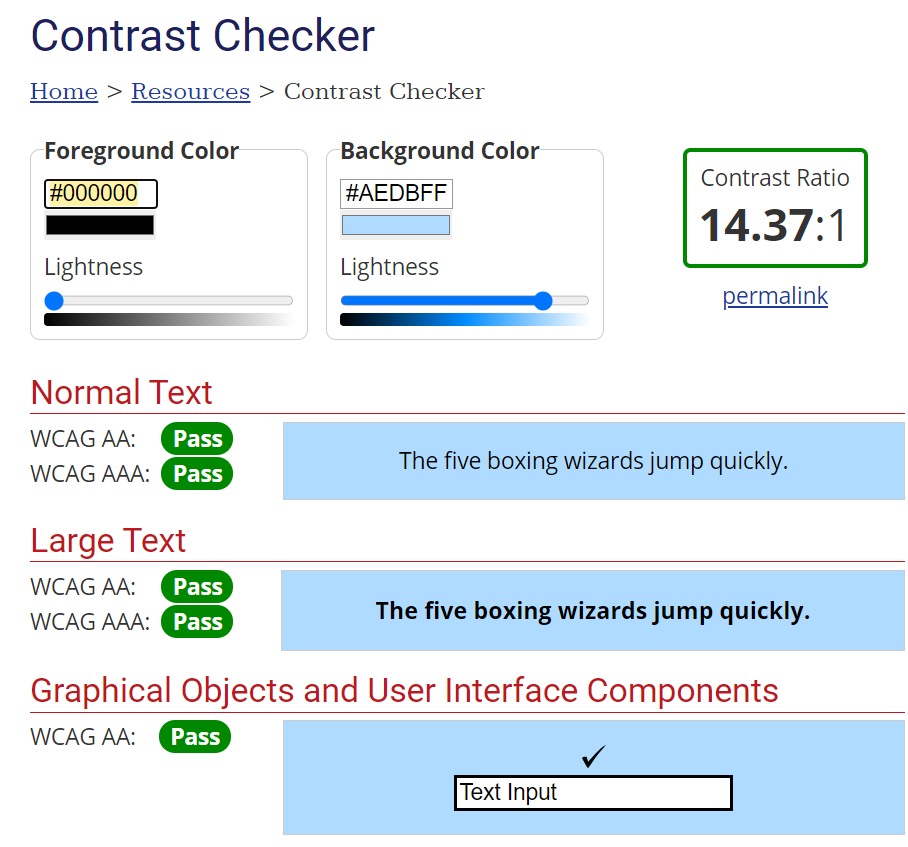 Contrast Checker
Home > Resources > Contrast Checker
Foreground Color
#000000
Lightness
Background Color
#AEDBFF
Lightness
Contrast Ratio
14.37:1
permalink
Normal Text
WCAG AA: Pass
WCAG AAA: Pass
The five boxing wizards jump quickly.
Large Text
WCAG AA: Pass
WCAG AAA: Pass
The five boxing wizards jump quickly.
Graphical Objects and User Interface Components
WCAG AA: Pass
✓
Text Input